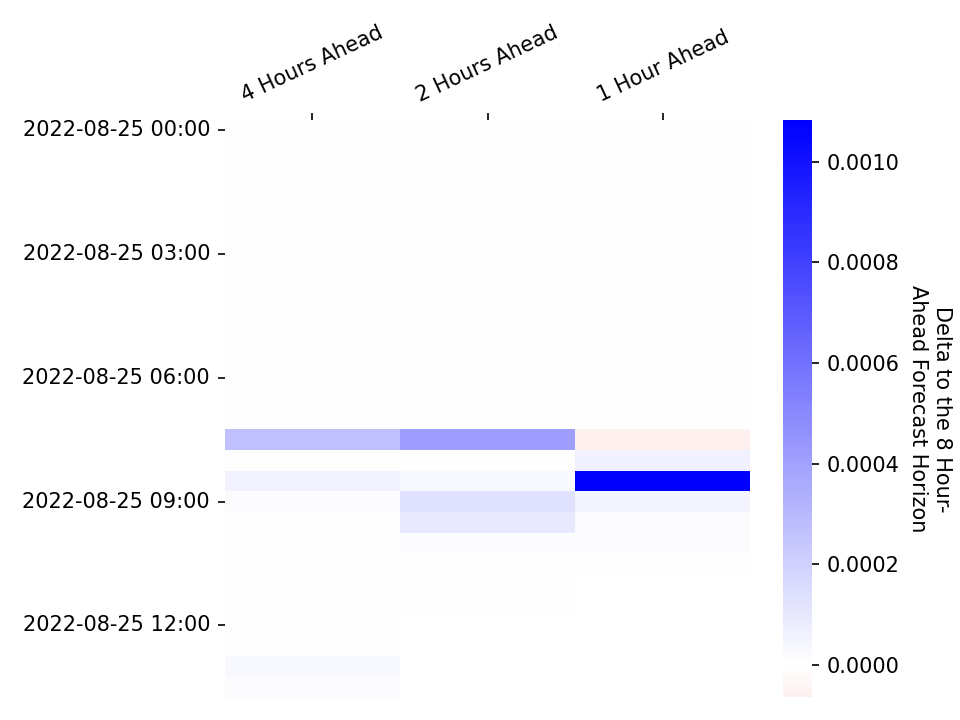 4 Hours Ahead
2 Hours Ahead
1 Hour Ahead
2022-08-25 00:00
2022-08-25 03:00
2022-08-25 06:00
2022-08-25 09:00
2022-08-25 12:00
0.0010
0.0008
0.0006
0.0004
0.0002
0.0000
Delta to the 8 Hour-
Ahead Forecast Horizon